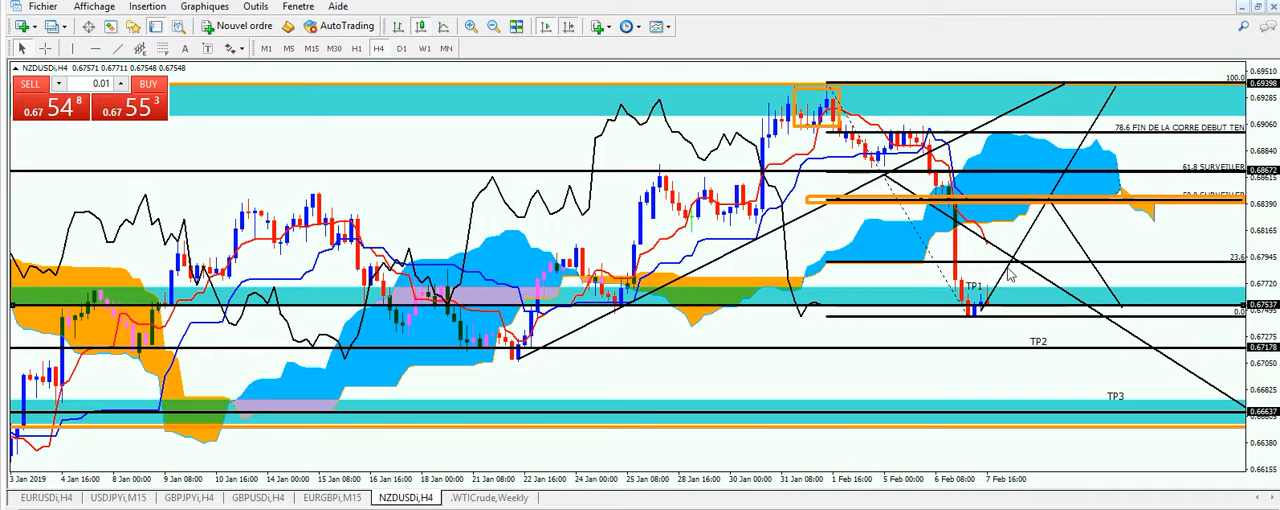 Fichier Affichage Insertion Graphiques Outils Fenetre Aide
Nouvel ordre AutoTrading
A T M1 M5 M15 M30 H1 H4 D1 W1 MN
NZDUSDi,H4 0.67571 0.67711 0.67548 0.67548
SELL 0.01 BUY
0.67 54 8 0.67 55 3
100.0
78.6 FIN DE LA CORRE DEBUT TEN
61.8 SURVEILLER
SURVEILLER
23.6
TP1
0.0
TP2
TP3
0.69510
0.69398
0.69285
0.68840
0.68672
0.68615
0.68390
0.68165
0.67945
0.67720
0.67537
0.67495
0.67275
0.67178
0.67050
0.66825
0.66637
0.66380
0.66155
3 Jan 2019 4 Jan 16:00 8 Jan 00:00 9 Jan 08:00 10 Jan 16:00 14 Jan 00:00 15 Jan 08:00 16 Jan 16:00 18 Jan 00:00 21 Jan 08:00 22 Jan 16:00 24 Jan 00:00 25 Jan 08:00 28 Jan 16:00 30 Jan 00:00 31 Jan 08:00 1 Feb 16:00 5 Feb 00:00 6 Feb 08:00 7 Feb 16:00
EURUSDi,H4 USDJPYi,M15 GBPJPYi,H4 GBPUSDi,H4 EURGBPi,M15 NZDUSDi,H4 .WTICrude,Weekly